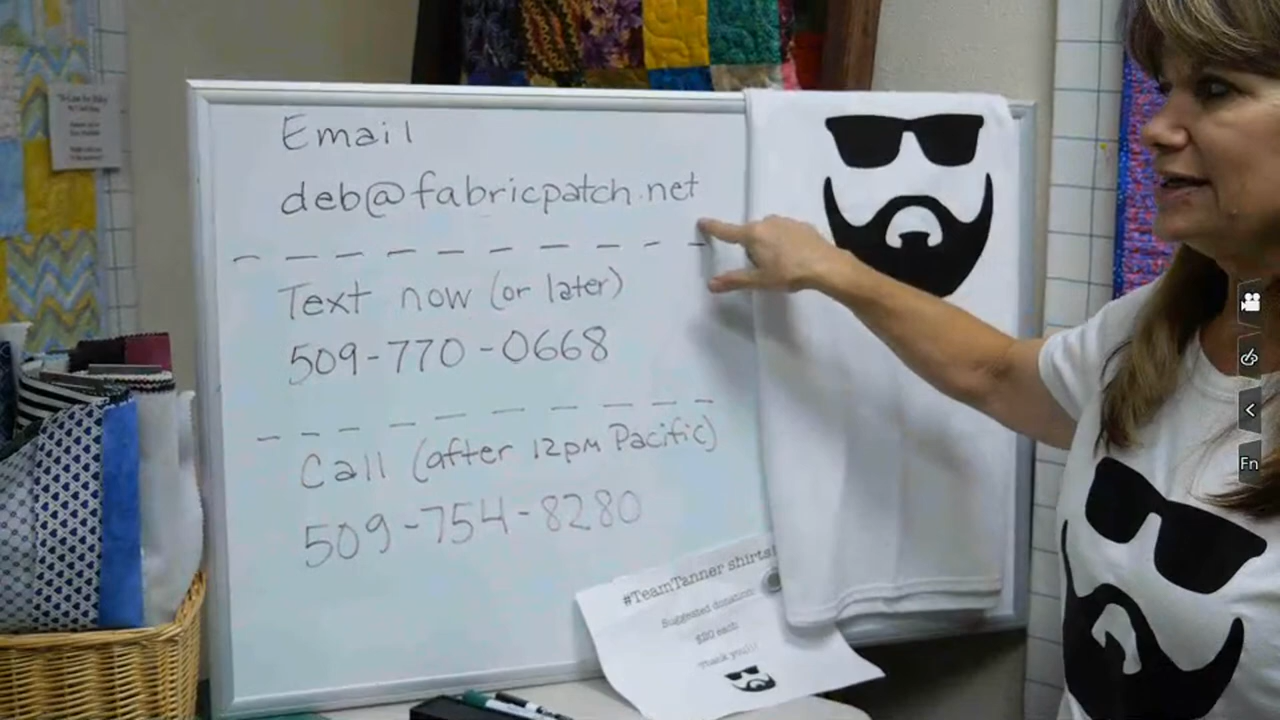 Email
deb@fabricpatch.net
Text now (or later)
509-770-0668
Call (after 12pm Pacific)
509-754-8280
#TeamTanner shirts!
Suggested donation:
$20 each
Thank you!!!
Fn